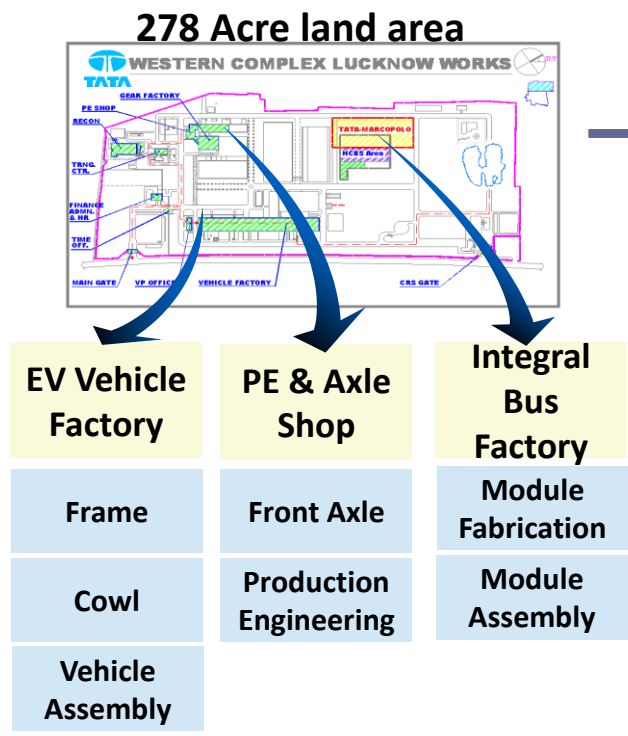 278 Acre land area
TATA
WESTERN COMPLEX LUCKNOW WORKS
GEAR FACTORY
PE SHOP
RECON
TATA-MARCOPOLO
HCBS Area
TRNG.
CTR.
FINANCE
ADMN.
& HR
TIME
OFF.
MAIN GATE
VP OFFICE
VEHICLE FACTORY
CRS GATE
EV Vehicle
Factory
PE & Axle
Shop
Integral
Bus
Factory
Frame
Front Axle
Module
Fabrication
Cowl
Production
Engineering
Module
Assembly
Vehicle
Assembly